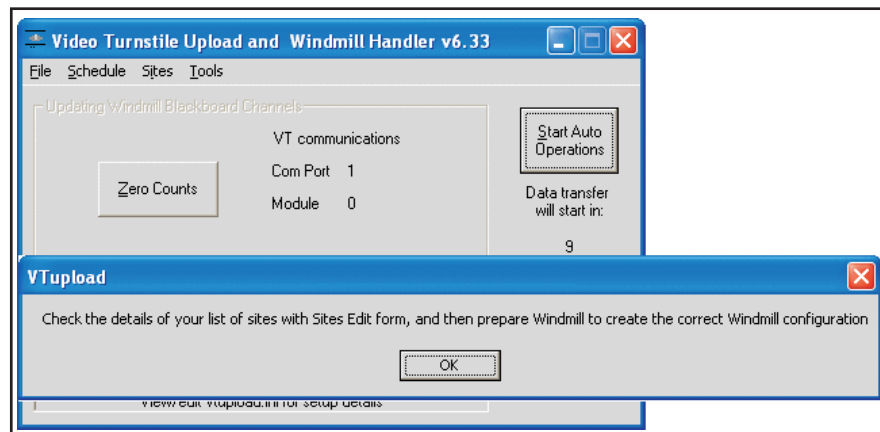 Video Turnstile Upload and Windmill Handler v6.33
File Schedule Sites Tools
Updating Windmill Blackboard Channels
VT communications
Com Port 1
Module 0
Zero Counts
Start Auto
Operations
Data transfer
will start in:
9
VTupload
Check the details of your list of sites with Sites Edit form, and then prepare Windmill to create the correct Windmill configuration
OK
View/edit vtupload.ini for setup details